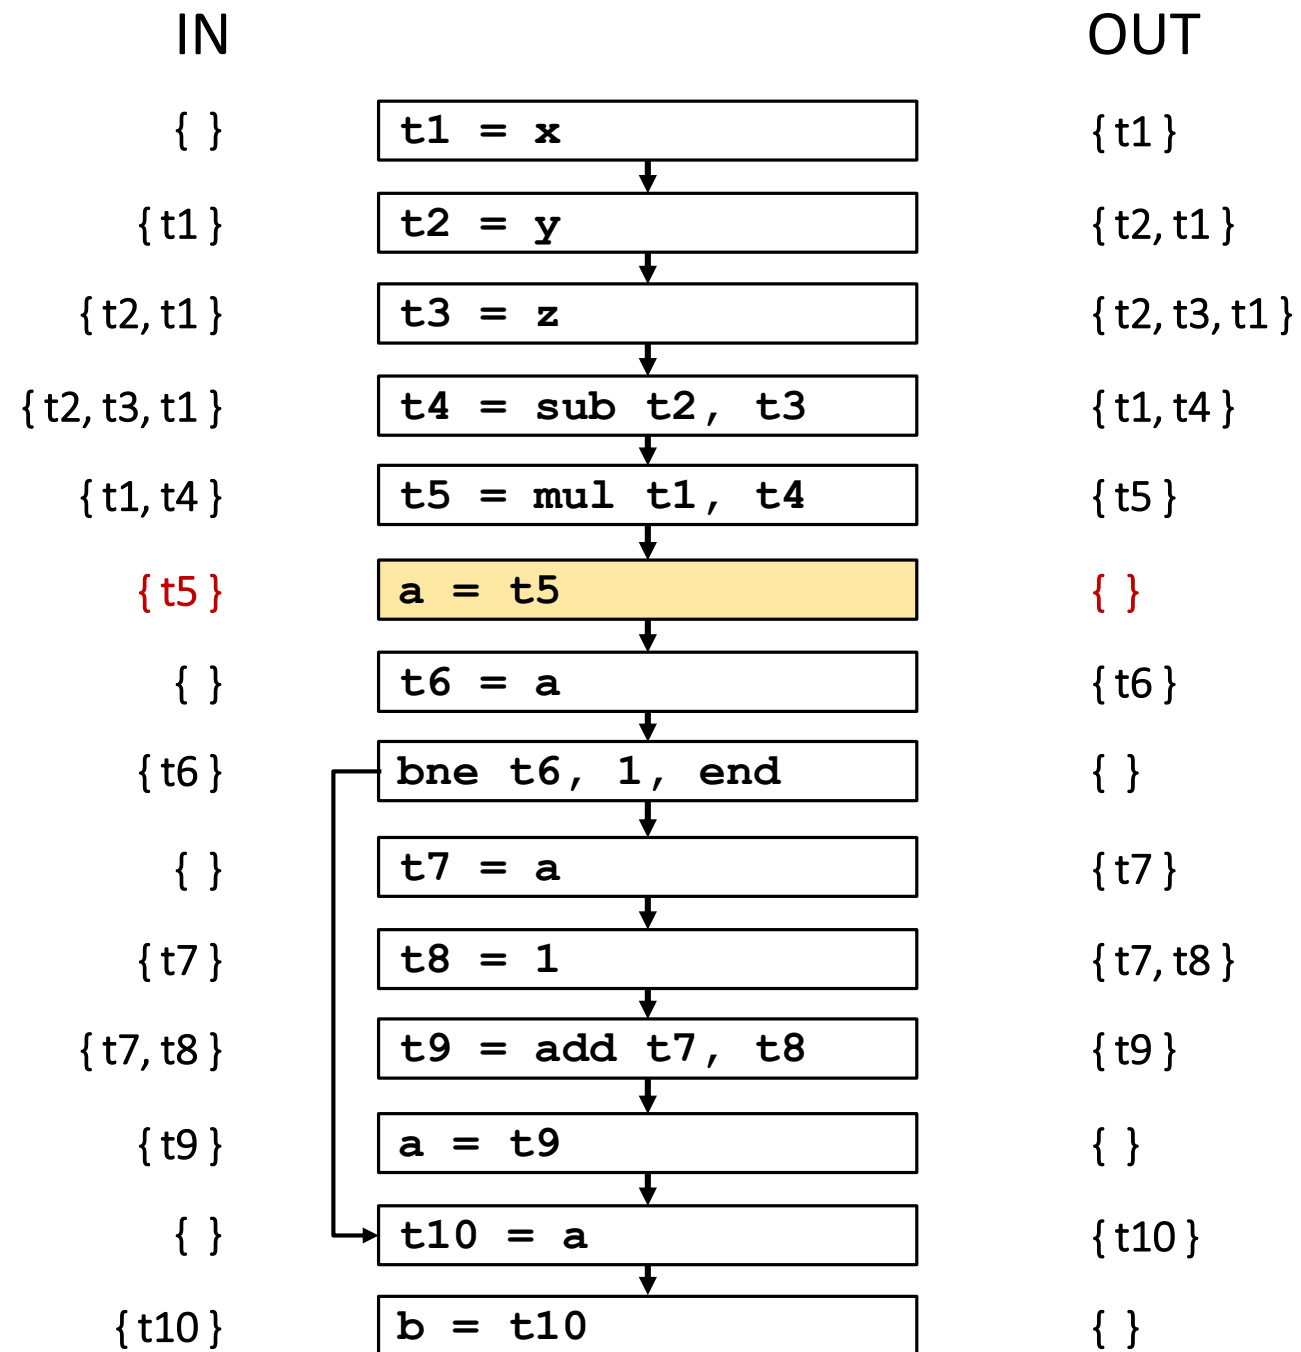 IN OUT
{ } t1 = x { t1 }
{ t1 } t2 = y { t2, t1 }
{ t2, t1 } t3 = z { t2, t3, t1 }
{ t2, t3, t1 } t4 = sub t2, t3 { t1, t4 }
{ t1, t4 } t5 = mul t1, t4 { t5 }
{ t5 } a = t5 { }
{ } t6 = a { t6 }
{ t6 } bne t6, 1, end { }
{ } t7 = a { t7 }
{ t7 } t8 = 1 { t7, t8 }
{ t7, t8 } t9 = add t7, t8 { t9 }
{ t9 } a = t9 { }
{ } t10 = a { t10 }
{ t10 } b = t10 { }